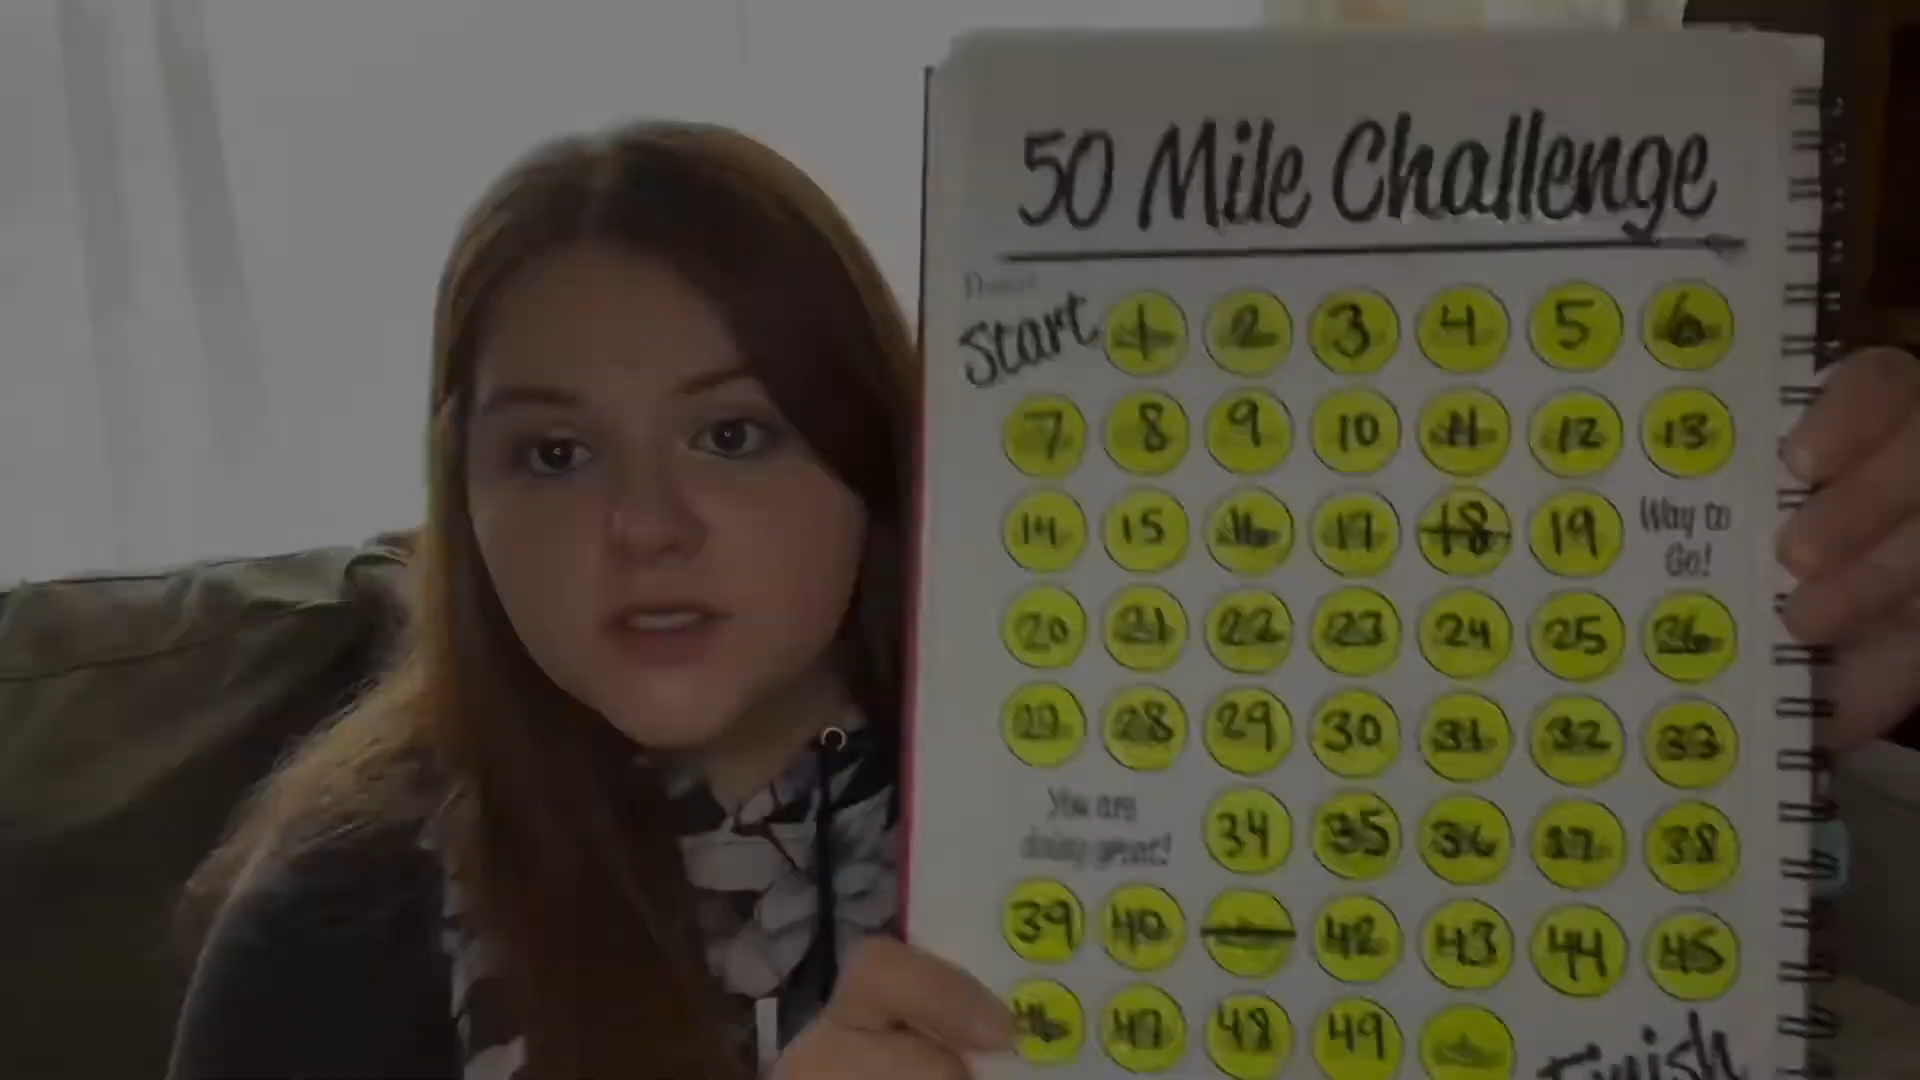 50 Mile Challenge
Start 1 2 3 4 5 6
7 8 9 10 11 12 13
14 15 16 17 18 19 Way to
Go!
20 21 22 23 24 25 26
27 28 29 30 31 32 33
You are
doing great! 34 35 36 37 38
39 40 42 43 44 45
46 47 48 49
Finish